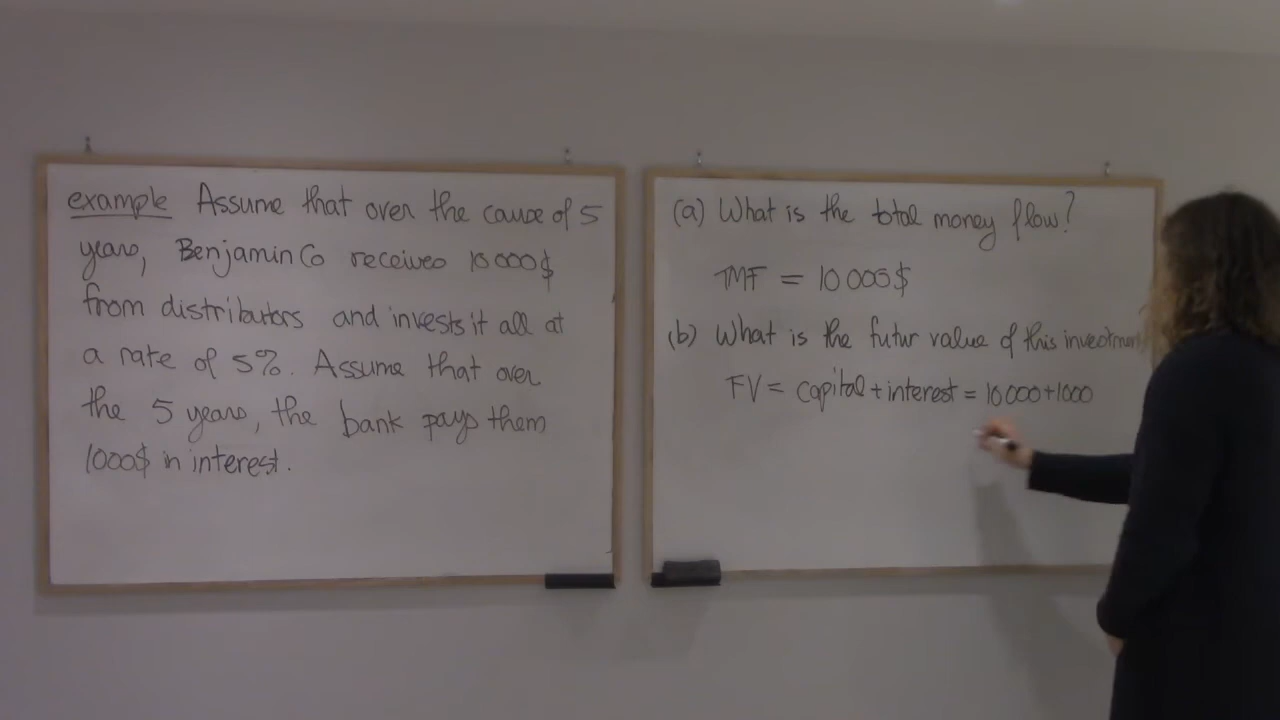 example Assume that over the cause of 5
years, Benjamin Co receives 10 000$
from distributors and invests it all at
a rate of 5%. Assume that over
the 5 years, the bank pays them
1000$ in interest.
(a) What is the total money flow?
TMF = 10 000$
(b) What is the futur value of this investment
FV = capital + interest = 10 000 + 1000